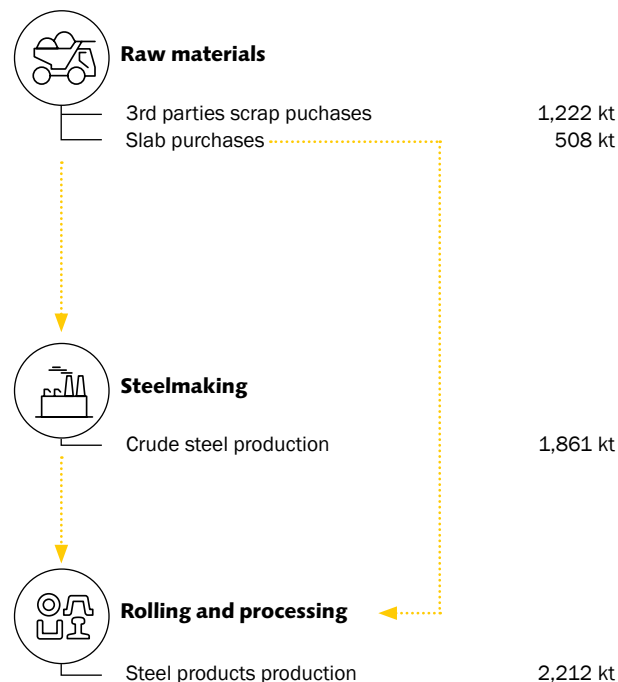 Raw materials
3rd parties scrap puchases 1,222 kt
Slab purchases 508 kt
Steelmaking
Crude steel production 1,861 kt
Rolling and processing
Steel products production 2,212 kt